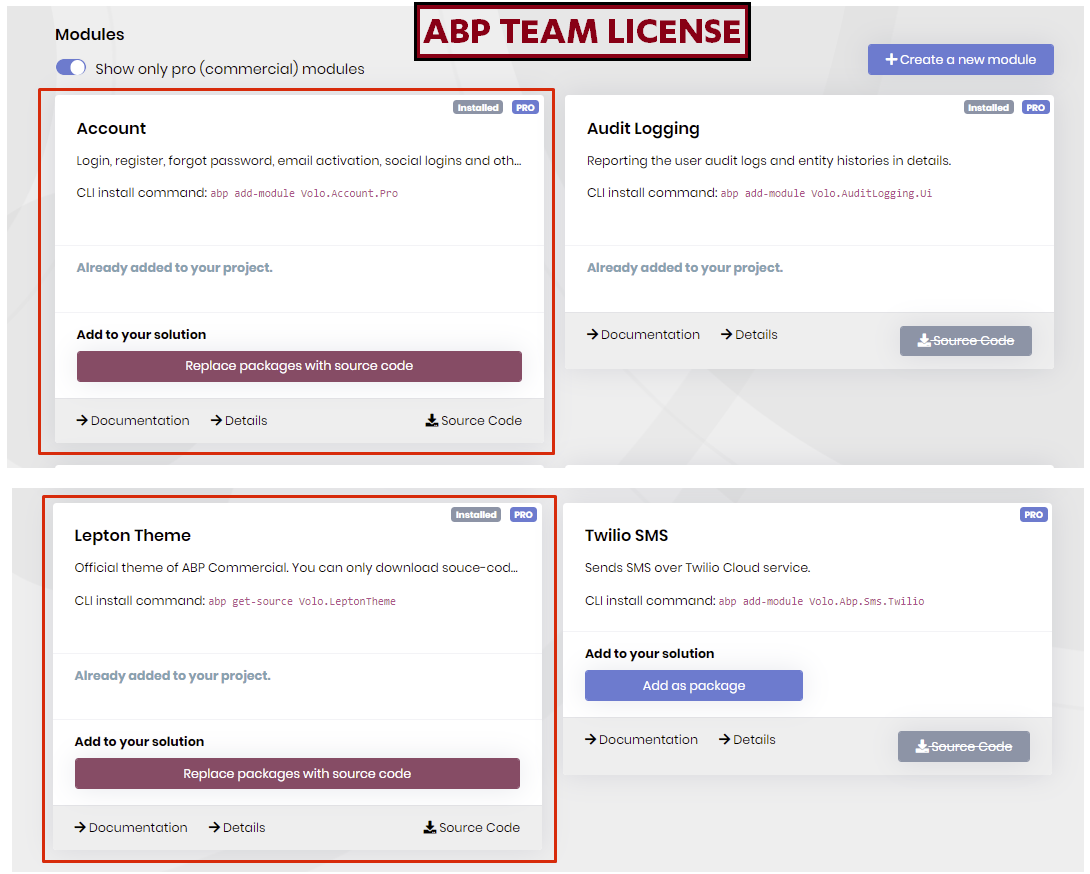 ABP TEAM LICENSE
Modules
Show only pro (commercial) modules
Create a new module
Installed PRO
Account
Login, register, forgot password, email activation, social logins and oth...
CLI install command: abp add-module Volo.Account.Pro
Already added to your project.
Add to your solution
Replace packages with source code
Documentation Details Source Code
Installed PRO
Audit Logging
Reporting the user audit logs and entity histories in details.
CLI install command: abp add-module Volo.AuditLogging.Ui
Already added to your project.
Documentation Details Source Code
Installed PRO
Lepton Theme
Official theme of ABP Commercial. You can only download souce-cod...
CLI install command: abp get-source Volo.LeptonTheme
Already added to your project.
Add to your solution
Replace packages with source code
Documentation Details Source Code
PRO
Twilio SMS
Sends SMS over Twilio Cloud service.
CLI install command: abp add-module Volo.Abp.Sms.Twilio
Add to your solution
Add as package
Documentation Details Source Code